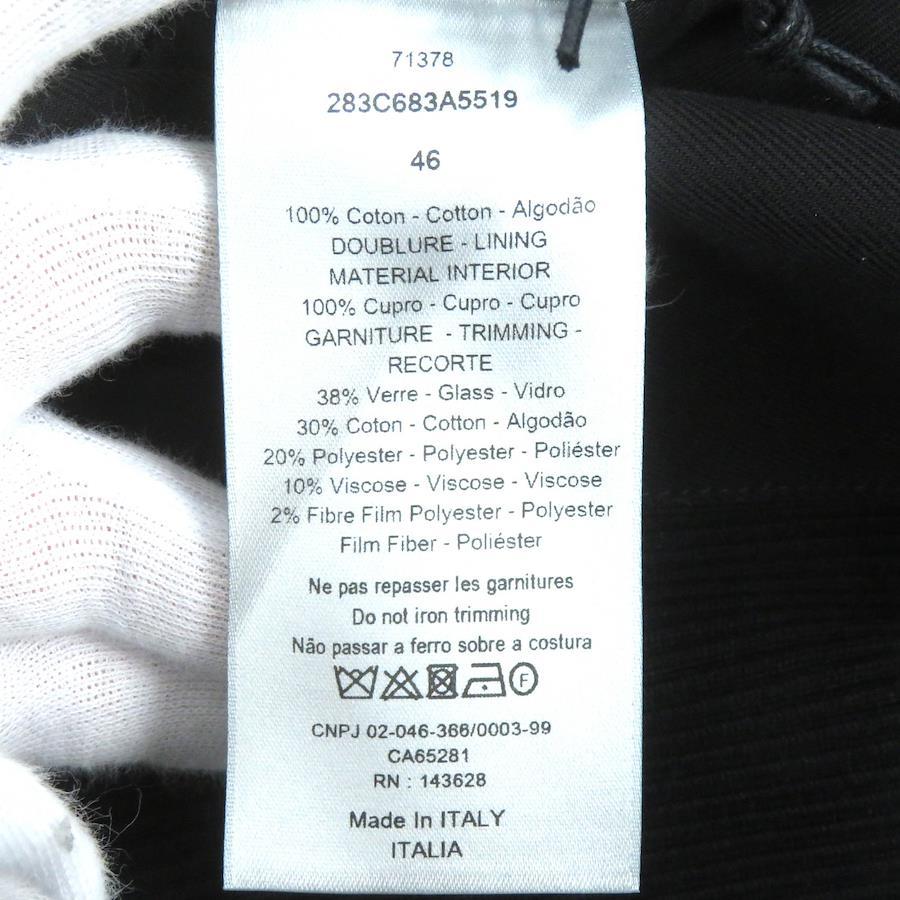 71378
283C683A5519
46
100% Coton - Cotton - Algodão
DOUBLURE - LINING
MATERIAL INTERIOR
100% Cupro - Cupro - Cupro
GARNITURE - TRIMMING -
RECORTE
38% Verre - Glass - Vidro
30% Coton - Cotton - Algodão
20% Polyester - Polyester - Poliéster
10% Viscose - Viscose - Viscose
2% Fibre Film Polyester - Polyester
Film Fiber - Poliéster
Ne pas repasser les garnitures
Do not iron trimming
Não passar a ferro sobre a costura
F
CNPJ 02-046-366/0003-99
CA65281
RN : 143628
Made In ITALY
ITALIA